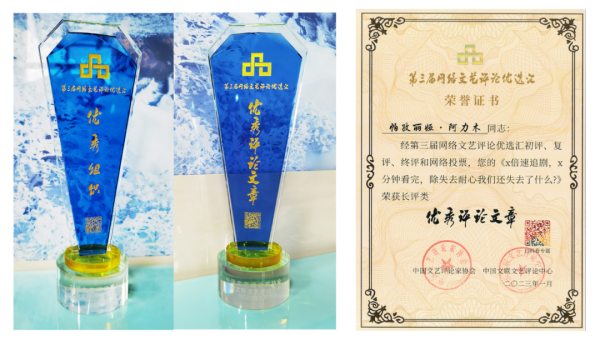 第三届网络文艺评论优选汇
优秀组织
第三届网络文艺评论优选汇
优秀评论文章
第三届网络文艺评论优选汇
荣誉证书
帕孜丽娅·阿力木 同志:
经第三届网络文艺评论优选汇初评、复
评、终评和网络投票，您的《x倍速追剧，x
分钟看完，除失去耐心我们还失去了什么?》
荣获长评类
优秀评论文章
扫码看专题
中国文艺评论家协会 中国文联文艺评论中心
二〇二三年一月